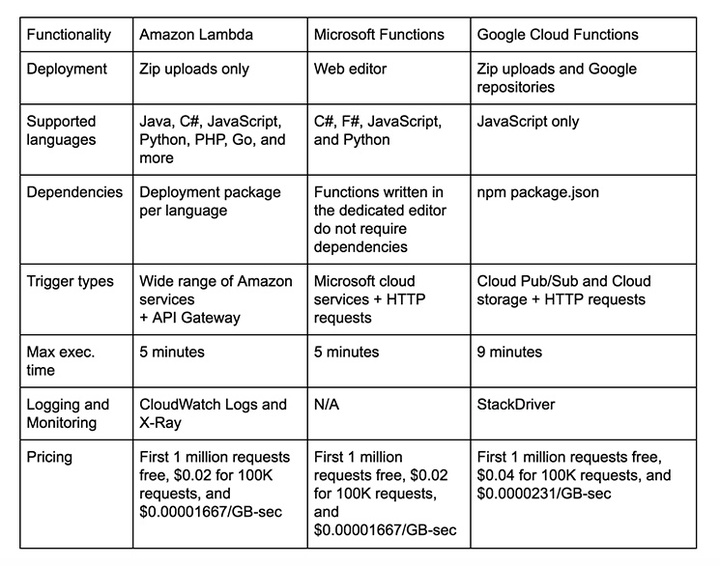 Functionality
Amazon Lambda
Microsoft Functions
Google Cloud Functions
Deployment
Zip uploads only
Web editor
Zip uploads and Google
repositories
Supported
languages
Java, C#, JavaScript,
Python, PHP, Go, and
more
C#, F#, JavaScript,
and Python
JavaScript only
Dependencies
Deployment package
per language
Functions written in
the dedicated editor
do not require
dependencies
npm package.json
Trigger types
Wide range of Amazon
services
+ API Gateway
Microsoft cloud
services + HTTP
requests
Cloud Pub/Sub and Cloud
storage + HTTP requests
Max exec.
time
5 minutes
5 minutes
9 minutes
Logging and
Monitoring
CloudWatch Logs and
X-Ray
N/A
StackDriver
Pricing
First 1 million requests
free, $0.02 for 100K
requests, and
$0.00001667/GB-sec
First 1 million
requests free, $0.02
for 100K requests,
and
$0.00001667/GB-sec
First 1 million requests free,
$0.04 for 100K requests, and
$0.0000231/GB-sec